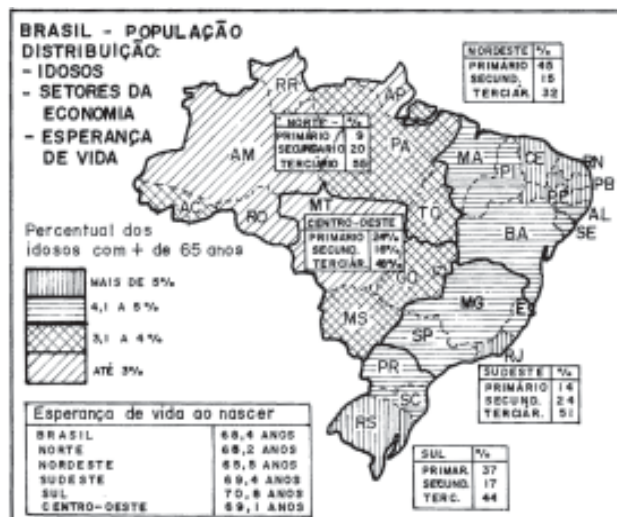 BRASIL - POPULAÇÃO
DISTRIBUIÇÃO:
- IDOSOS
- SETORES DA
ECONOMIA
- ESPERANÇA
DE VIDA
NORDESTE %
PRIMÁRIO 48
SECUND. 15
TERCIAR. 32
NORTE - %
PRIMÁRIO 9
20
TERCIÁRIO
CENTRO-OESTE
PRIMÁRIO
SECUND.
TERCIÁR.
RR
AP
AM
PA
MA
CE
RN
PB
PI
PE
AL
SE
AC
RO
MT
TO
BA
GO
MS
MG
ES
SP
RJ
PR
SC
RS
Percentual dos
idosos com + de 65 anos
MAIS DE 5%
4,1 A 5%
3,1 A 4%
ATÉ 3%
SUDESTE %
PRIMÁRIO 14
SECUND. 24
TERCIÁR. 51
Esperança de vida ao nascer
BRASIL 68,4 ANOS
NORTE 68,2 ANOS
NORDESTE 65,5 ANOS
SUDESTE 69,4 ANOS
SUL 70,8 ANOS
CENTRO-OESTE 69,1 ANOS
SUL %
PRIMAR. 37
SECUND. 17
TERC. 44